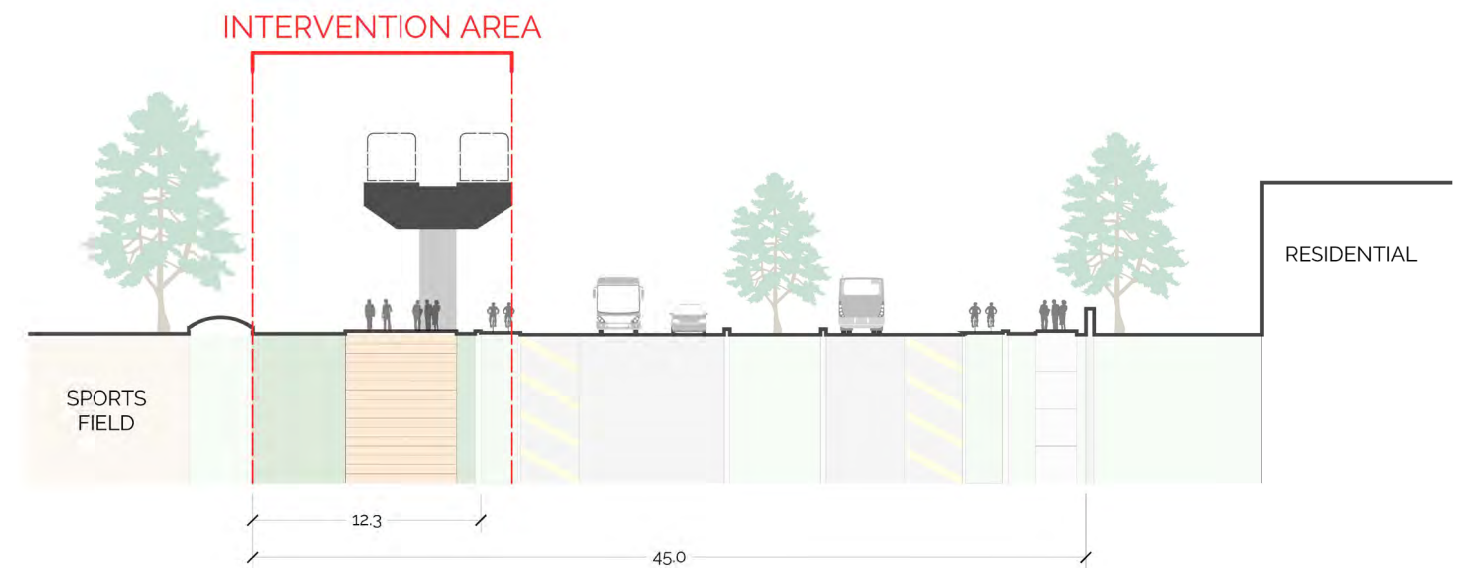 INTERVENTION AREA
RESIDENTIAL
SPORTS
FIELD
12.3
45.0